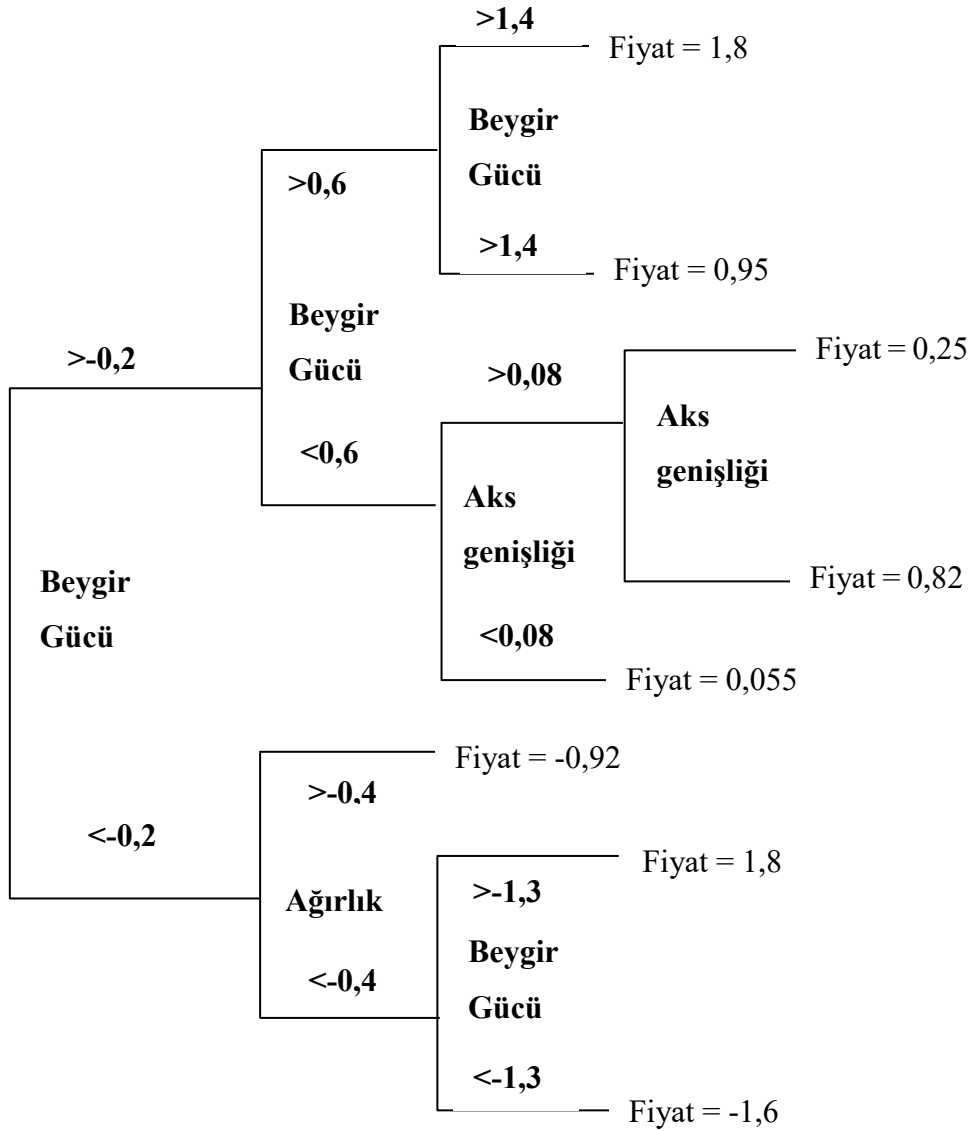 >1,4
Fiyat = 1,8
Beygir
Gücü
>0,6
>1,4
Fiyat = 0,95
Beygir
Gücü
>-0,2
>0,08
Fiyat = 0,25
Aks
genişliği
<0,6
Aks
genişliği
Fiyat = 0,82
Beygir
Gücü
<0,08
Fiyat = 0,055
Fiyat = -0,92
>-0,4
<-0,2
Fiyat = 1,8
>-1,3
Ağırlık
Beygir
Gücü
<-0,4
<-1,3
Fiyat = -1,6